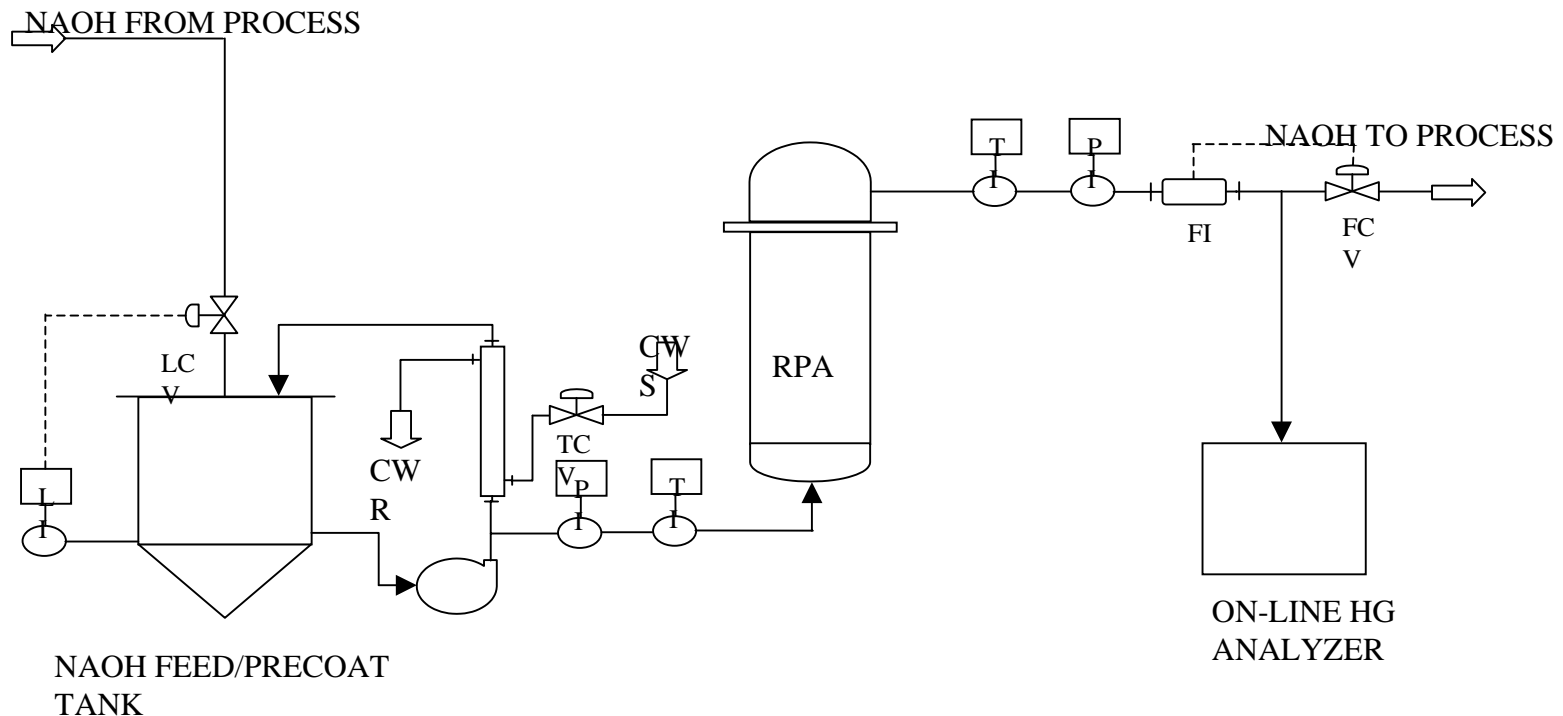 NAOH FROM PROCESS
NAOH TO PROCESS
T
I
P
I
FI
FC
V
LC
V
CW
S
RPA
CW
R
TC
V
P
I
T
I
L
I
ON-LINE HG
ANALYZER
NAOH FEED/PRECOAT
TANK